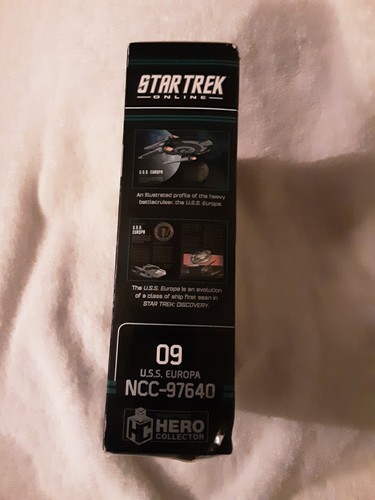 STAR TREK
ONLINE
U.S.S. EUROPA
An illustrated profile of the heavy
battlecruiser, the U.S.S. Europa.
U.S.S.
EUROPA
The U.S.S. Europa is an evolution
of a class of ship first seen in
STAR TREK: DISCOVERY.
09
U.S.S. EUROPA
NCC-97640
HERO
COLLECTOR